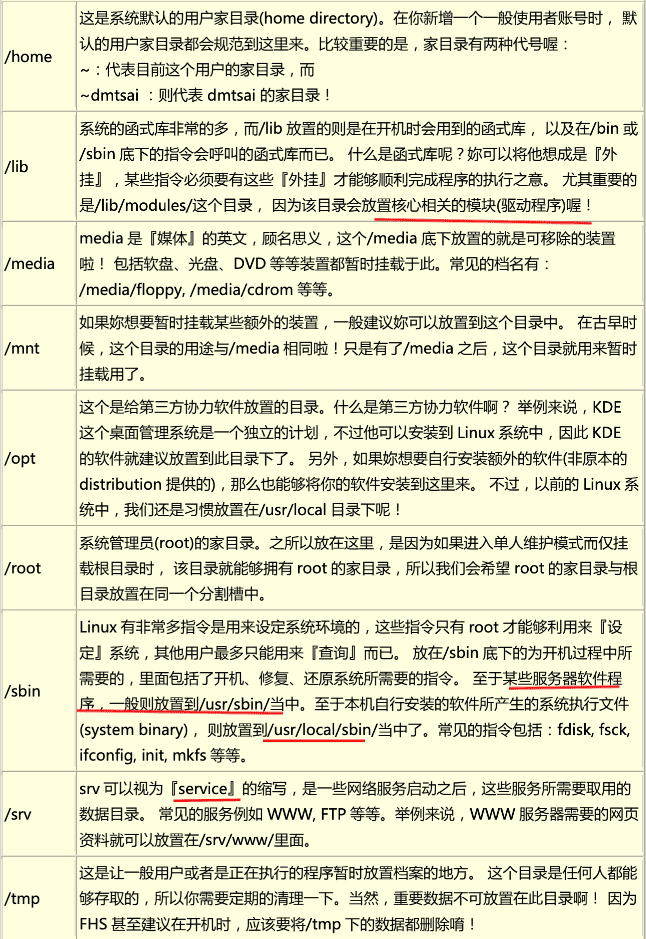 /home
这是系统默认的用户家目录(home directory)。在你新增一个一般使用者账号时， 默
认的用户家目录都会规范到这里来。比较重要的是，家目录有两种代号喔：
~：代表目前这个用户的家目录，而
~dmtsai ：则代表 dmtsai 的家目录！
/lib
系统的函式库非常的多，而/lib 放置的则是在开机时会用到的函式库， 以及在/bin 或
/sbin 底下的指令会呼叫的函式库而已。 什么是函式库呢？妳可以将他想成是『外
挂』，某些指令必须要有这些『外挂』才能够顺利完成程序的执行之意。 尤其重要的
是/lib/modules/这个目录， 因为该目录会放置核心相关的模块(驱动程序)喔！
/media
media 是『媒体』的英文，顾名思义，这个/media 底下放置的就是可移除的装置
啦！ 包括软盘、光盘、DVD 等等装置都暂时挂载于此。常见的档名有：
/media/floppy, /media/cdrom 等等。
/mnt
如果妳想要暂时挂载某些额外的装置，一般建议妳可以放置到这个目录中。 在古早时
候，这个目录的用途与/media 相同啦！只是有了/media 之后，这个目录就用来暂时
挂载用了。
/opt
这个是给第三方协力软件放置的目录。什么是第三方协力软件啊？ 举例来说，KDE
这个桌面管理系统是一个独立的计划，不过他可以安装到 Linux 系统中，因此 KDE
的软件就建议放置到此目录下了。 另外，如果妳想要自行安装额外的软件(非原本的
distribution 提供的)，那么也能够将你的软件安装到这里来。 不过，以前的 Linux 系
统中，我们还是习惯放置在/usr/local 目录下呢！
/root
系统管理员(root)的家目录。之所以放在这里，是因为如果进入单人维护模式而仅挂
载根目录时， 该目录就能够拥有 root 的家目录，所以我们会希望 root 的家目录与根
目录放置在同一个分割槽中。
/sbin
Linux 有非常多指令是用来设定系统环境的，这些指令只有 root 才能够利用来『设
定』系统，其他用户最多只能用来『查询』而已。 放在/sbin 底下的为开机过程中所
需要的，里面包括了开机、修复、还原系统所需要的指令。 至于某些服务器软件程
序，一般则放置到/usr/sbin/当中。至于本机自行安装的软件所产生的系统执行文件
(system binary)， 则放置到/usr/local/sbin/当中了。常见的指令包括：fdisk, fsck,
ifconfig, init, mkfs 等等。
/srv
srv 可以视为『service』的缩写，是一些网络服务启动之后，这些服务所需要取用的
数据目录。 常见的服务例如 WWW, FTP 等等。举例来说，WWW 服务器需要的网页
资料就可以放置在/srv/www/里面。
/tmp
这是让一般用户或者是正在执行的程序暂时放置档案的地方。 这个目录是任何人都能
够存取的，所以你需要定期的清理一下。当然，重要数据不可放置在此目录啊！ 因为
FHS 甚至建议在开机时，应该要将/tmp 下的数据都删除唷！